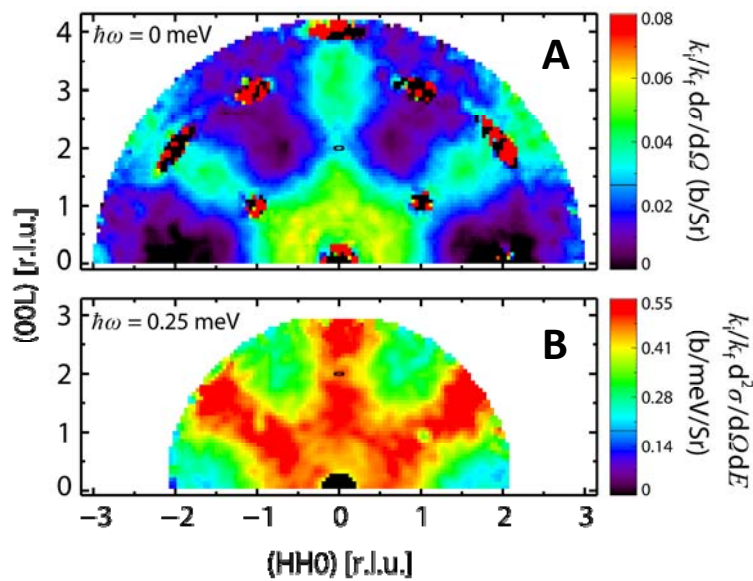 ħω = 0 meV
A
4
3
2
1
0
(00L) [r.l.u.]
0.08
0.06
0.04
0.02
0
kᵢ/k_f dσ/dΩ (b/Sr)
ħω = 0.25 meV
B
3
2
1
0
0.55
0.41
0.28
0.14
0
kᵢ/k_f d²σ/dΩdE
(b/meV/Sr)
−3 −2 −1 0 1 2 3
(HH0) [r.l.u.]